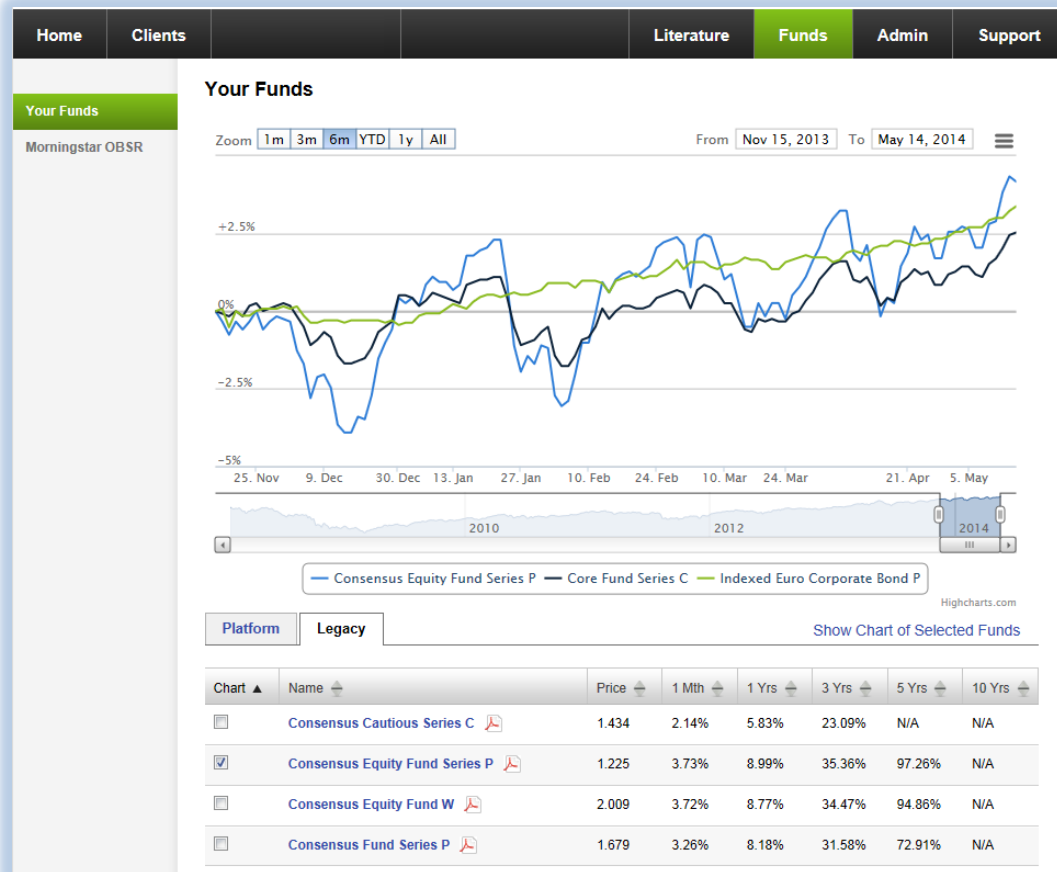 Home Clients Literature Funds Admin Support
Your Funds
Your Funds
Morningstar OBSR
Zoom 1m 3m 6m YTD 1y All From Nov 15, 2013 To May 14, 2014
+2.5%
0%
-2.5%
-5%
25. Nov 9. Dec 30. Dec 13. Jan 27. Jan 10. Feb 24. Feb 10. Mar 24. Mar 21. Apr 5. May
2010 2012 2014
Consensus Equity Fund Series P Core Fund Series C Indexed Euro Corporate Bond P
Highcharts.com
Platform Legacy Show Chart of Selected Funds
Chart Name Price 1 Mth 1 Yrs 3 Yrs 5 Yrs 10 Yrs
Consensus Cautious Series C 1.434 2.14% 5.83% 23.09% N/A N/A
Consensus Equity Fund Series P 1.225 3.73% 8.99% 35.36% 97.26% N/A
Consensus Equity Fund W 2.009 3.72% 8.77% 34.47% 94.86% N/A
Consensus Fund Series P 1.679 3.26% 8.18% 31.58% 72.91% N/A